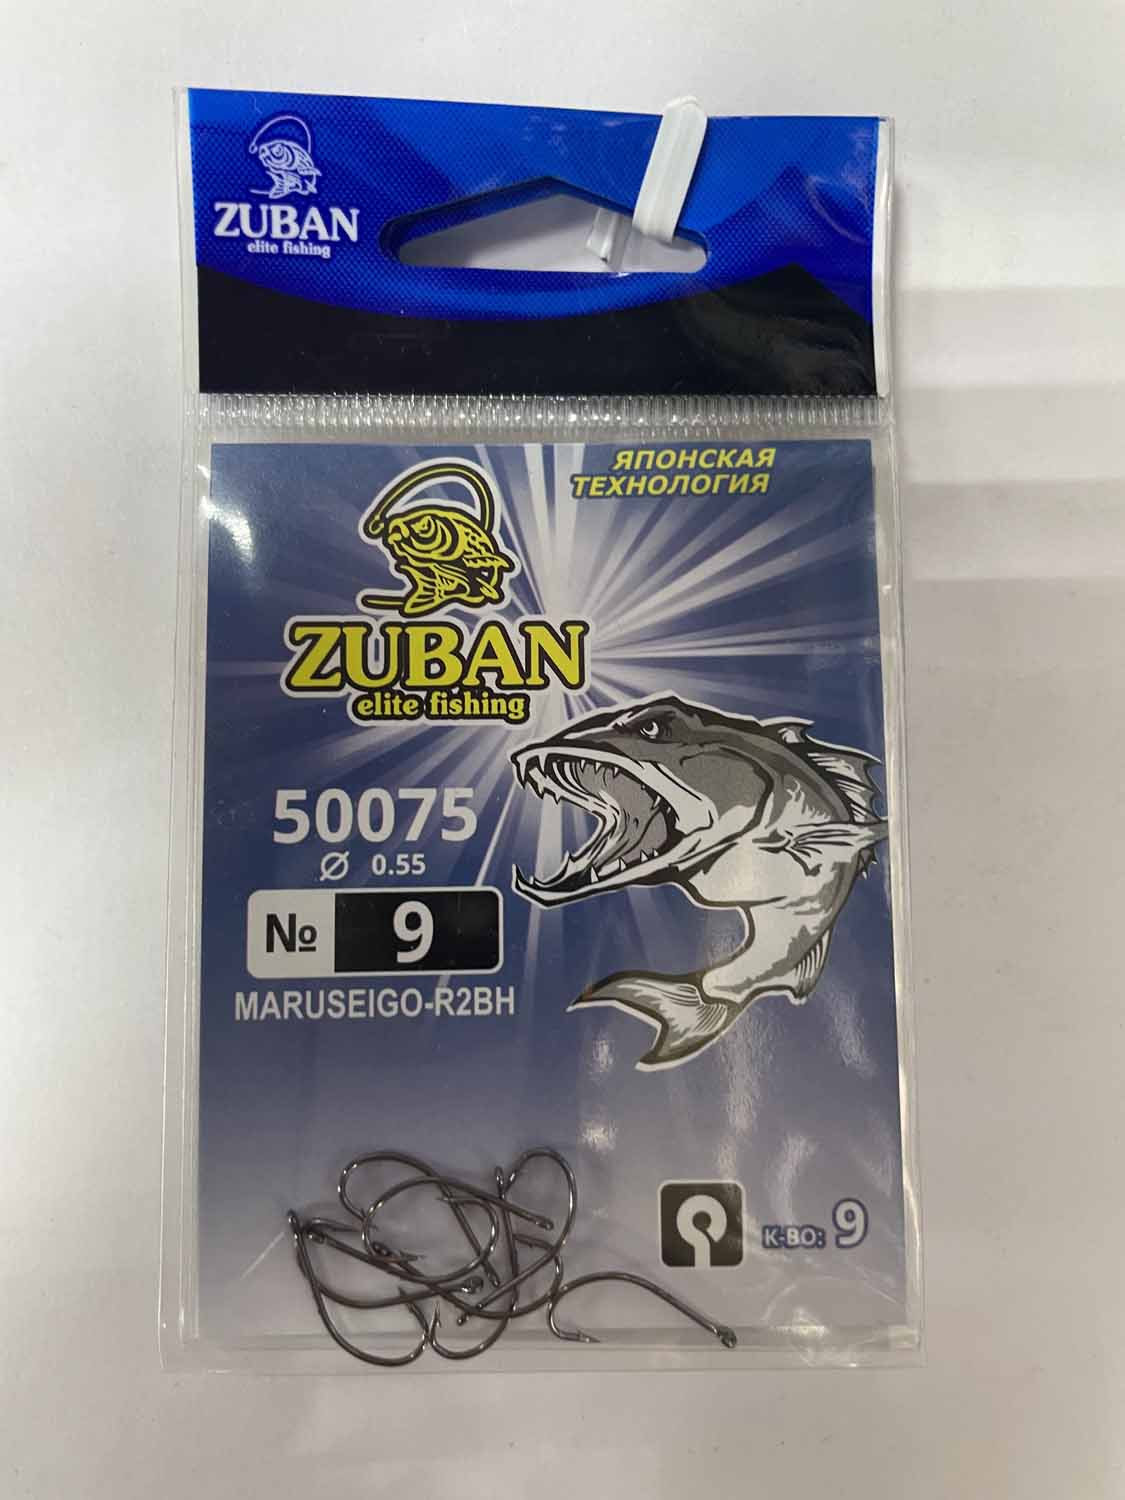 ZUBAN
elite fishing
ЯПОНСКАЯ
ТЕХНОЛОГИЯ
ZUBAN
elite fishing
50075
Ø 0.55
№ 9
MARUSEIGO-R2BH
К-ВО: 9